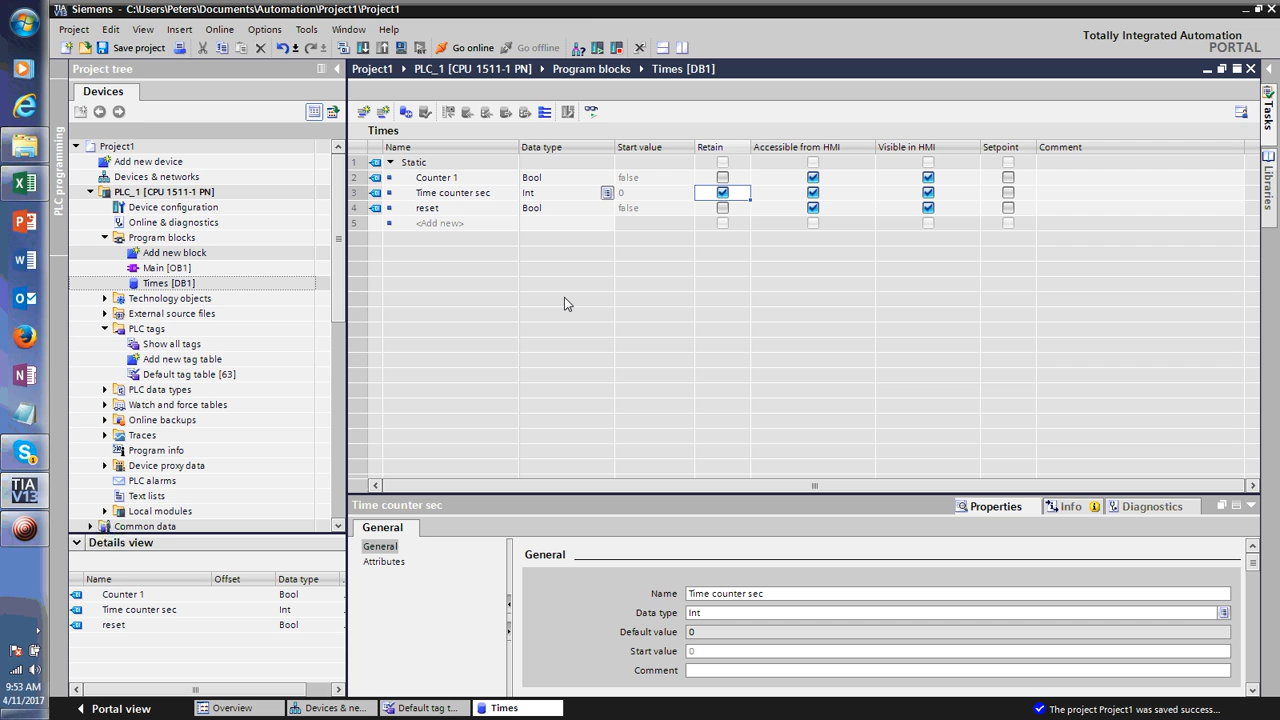 Siemens - C:\Users\Peters\Documents\Automation\Project1\Project1
Project Edit View Insert Online Options Tools Window Help
Totally Integrated Automation
PORTAL
Save project
Go online
Go offline
Project tree
Project1 PLC_1 [CPU 1511-1 PN] Program blocks Times [DB1]
Devices
PLC programming
Tasks
Libraries
Times
Name Data type Start value Retain Accessible from HMI Visible in HMI Setpoint Comment
1 Static
2 Counter 1 Bool false
3 Time counter sec Int 0
4 reset Bool false
5 <Add new>
Project1
Add new device
Devices & networks
PLC_1 [CPU 1511-1 PN]
Device configuration
Online & diagnostics
Program blocks
Add new block
Main [OB1]
Times [DB1]
Technology objects
External source files
PLC tags
Show all tags
Add new tag table
Default tag table [63]
PLC data types
Watch and force tables
Online backups
Traces
Program info
Device proxy data
PLC alarms
Text lists
Local modules
Common data
Details view
Name Offset Data type
Counter 1 Bool
Time counter sec Int
reset Bool
Time counter sec
Properties Info Diagnostics
General
General
Attributes
General
Name Time counter sec
Data type Int
Default value 0
Start value 0
Comment
TIA
V13
9:53 AM
4/11/2017
Portal view Overview Devices & ne... Default tag t... Times
The project Project1 was saved success...